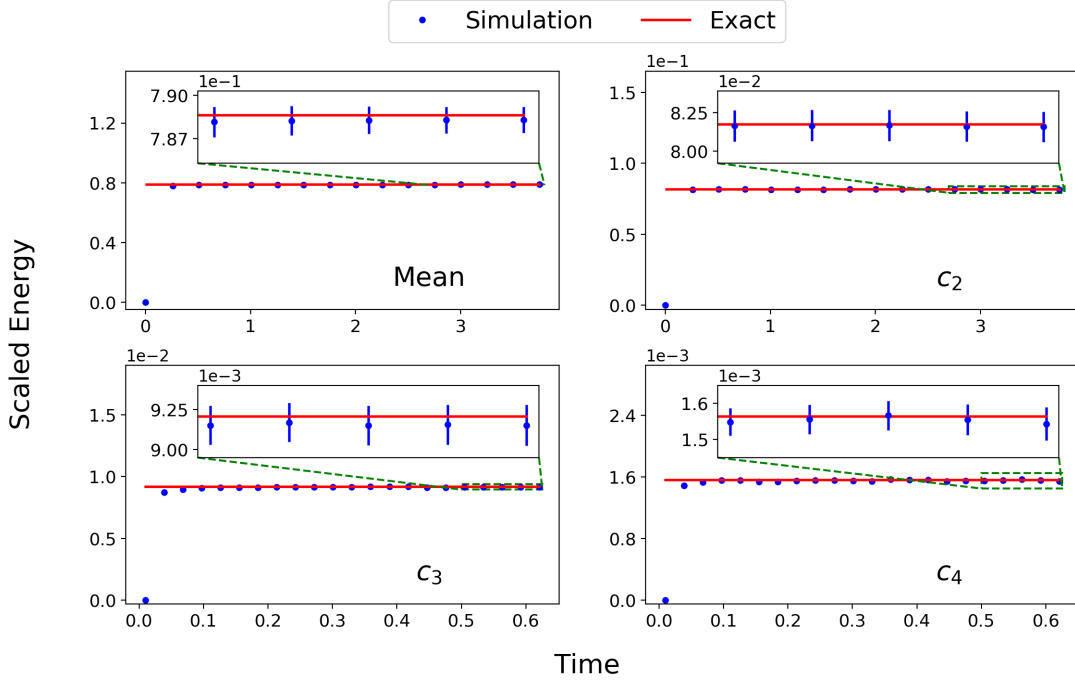 Simulation Exact
Scaled Energy
1e−1
7.90
7.87
1.2
0.8
0.4
0.0
Mean
0 1 2 3
1e−1
1e−2
8.25
8.00
1.5
1.0
0.5
0.0
c2
0 1 2 3
1e−2
1e−3
9.25
9.00
1.5
1.0
0.5
0.0
c3
0.0 0.1 0.2 0.3 0.4 0.5 0.6
1e−3
1e−3
1.6
1.5
2.4
1.6
0.8
0.0
c4
0.0 0.1 0.2 0.3 0.4 0.5 0.6
Time